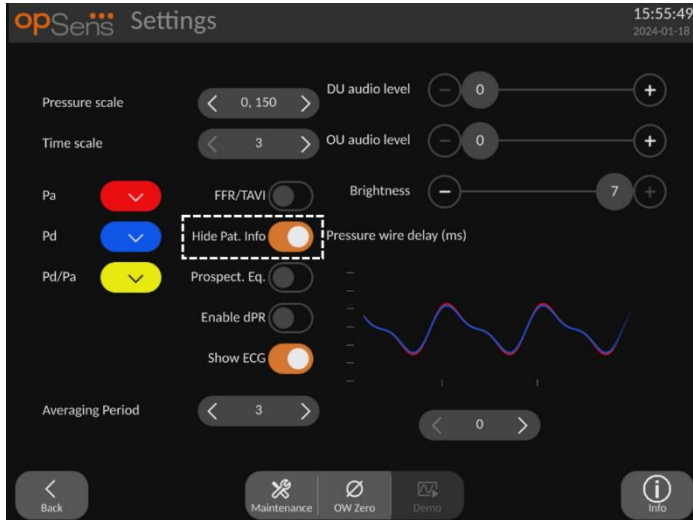 opSens Settings
15:55:49
2024-01-18
Pressure scale
0, 150
DU audio level
0
Time scale
3
OU audio level
0
Pa
FFR/TAVI
Brightness
7
Pd
Hide Pat. Info
Pressure wire delay (ms)
Pd/Pa
Prospect. Eq.
Enable dPR
Show ECG
Averaging Period
3
0
Back
Maintenance
OW Zero
Demo
Info